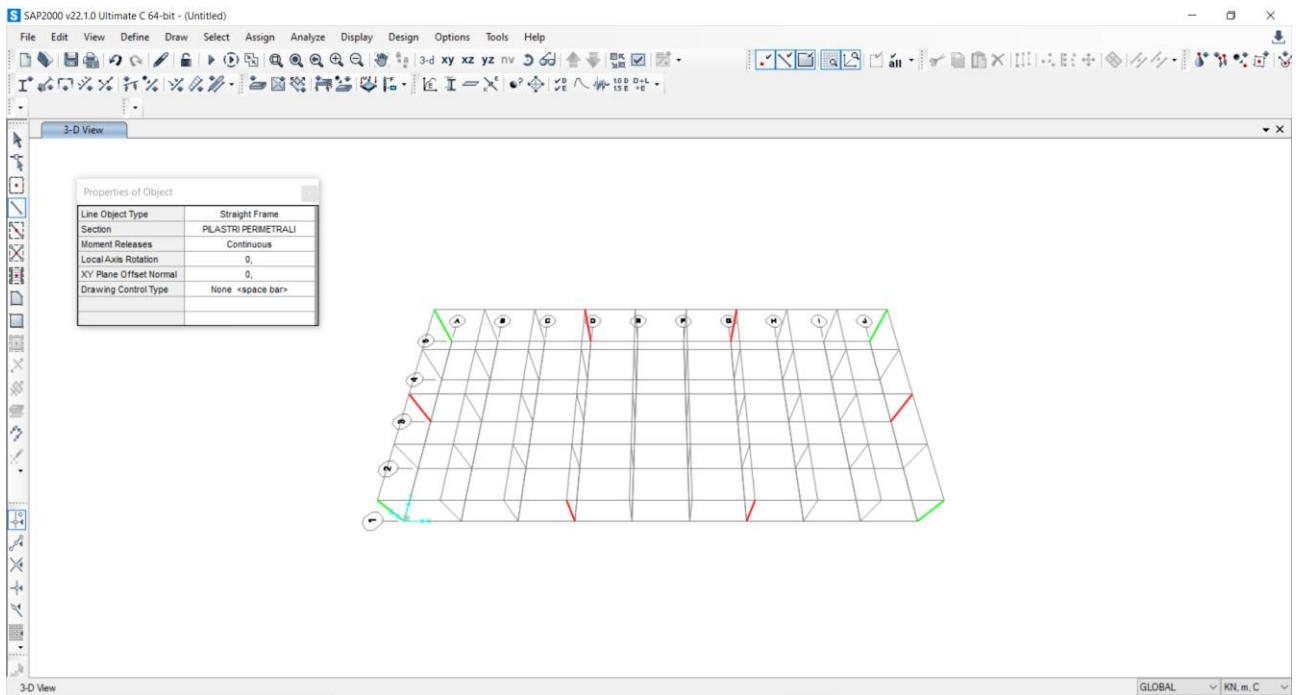 SAP2000 v22.1.0 Ultimate C 64-bit - (Untitled)
File Edit View Define Draw Select Assign Analyze Display Design Options Tools Help
3-d xy xz yz nv
all
3-D View
Properties of Object
Line Object Type Straight Frame
Section PILASTRI PERIMETRALI
Moment Releases Continuous
Local Axis Rotation 0,
XY Plane Offset Normal 0,
Drawing Control Type None <space bar>
A B C D F G H I J
5
4
3
2
1
3-D View GLOBAL KN, m, C